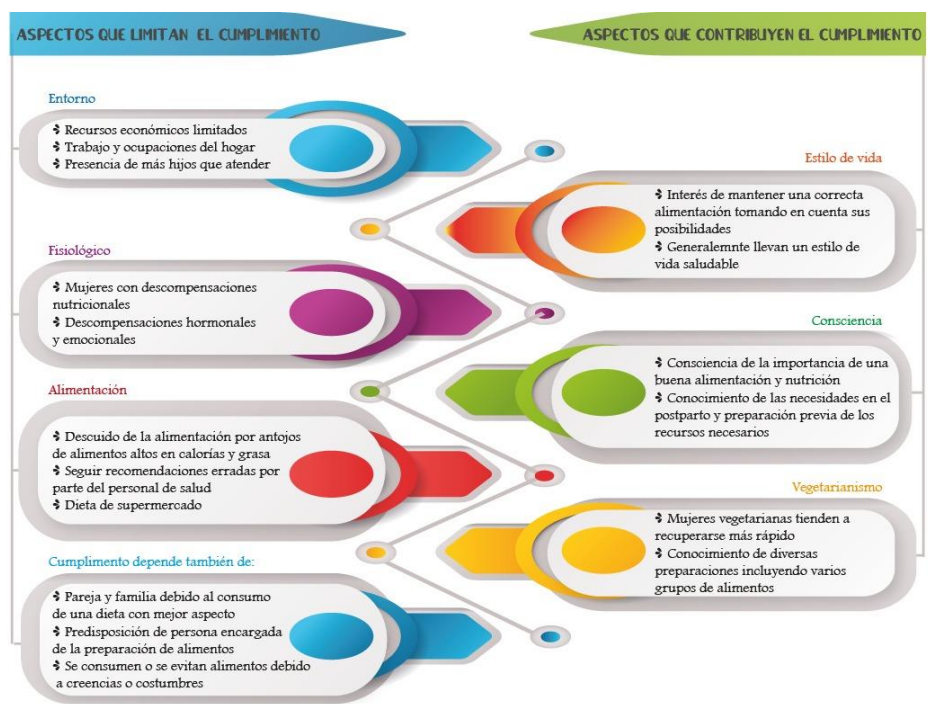 ASPECTOS QUE LIMITAN EL CUMPLIMIENTO
Entorno
Recursos económicos limitados
Trabajo y ocupaciones del hogar
Presencia de más hijos que atender
Fisiológico
Mujeres con descompensaciones
nutricionales
Descompensaciones hormonales
y emocionales
Alimentación
Descuido de la alimentación por antojos
de alimentos altos en calorías y grasa
Seguir recomendaciones erradas por
parte del personal de salud
Dieta de supermercado
Cumplimento depende también de:
Pareja y familia debido al consumo
de una dieta con mejor aspecto
Predisposición de persona encargada
de la preparación de alimentos
Se consumen o se evitan alimentos debido
a creencias o costumbres
ASPECTOS QUE CONTRIBUYEN EL CUMPLIMIENTO
Estilo de vida
Interés de mantener una correcta
alimentación tomando en cuenta sus
posibilidades
Generalemnte llevan un estilo de
vida saludable
Consciencia
Consciencia de la importancia de una
buena alimentación y nutrición
Conocimiento de las necesidades en el
postparto y preparación previa de los
recursos necesarios
Vegetarianismo
Mujeres vegetarianas tienden a
recuperarse más rápido
Conocimiento de diversas
preparaciones incluyendo varios
grupos de alimentos